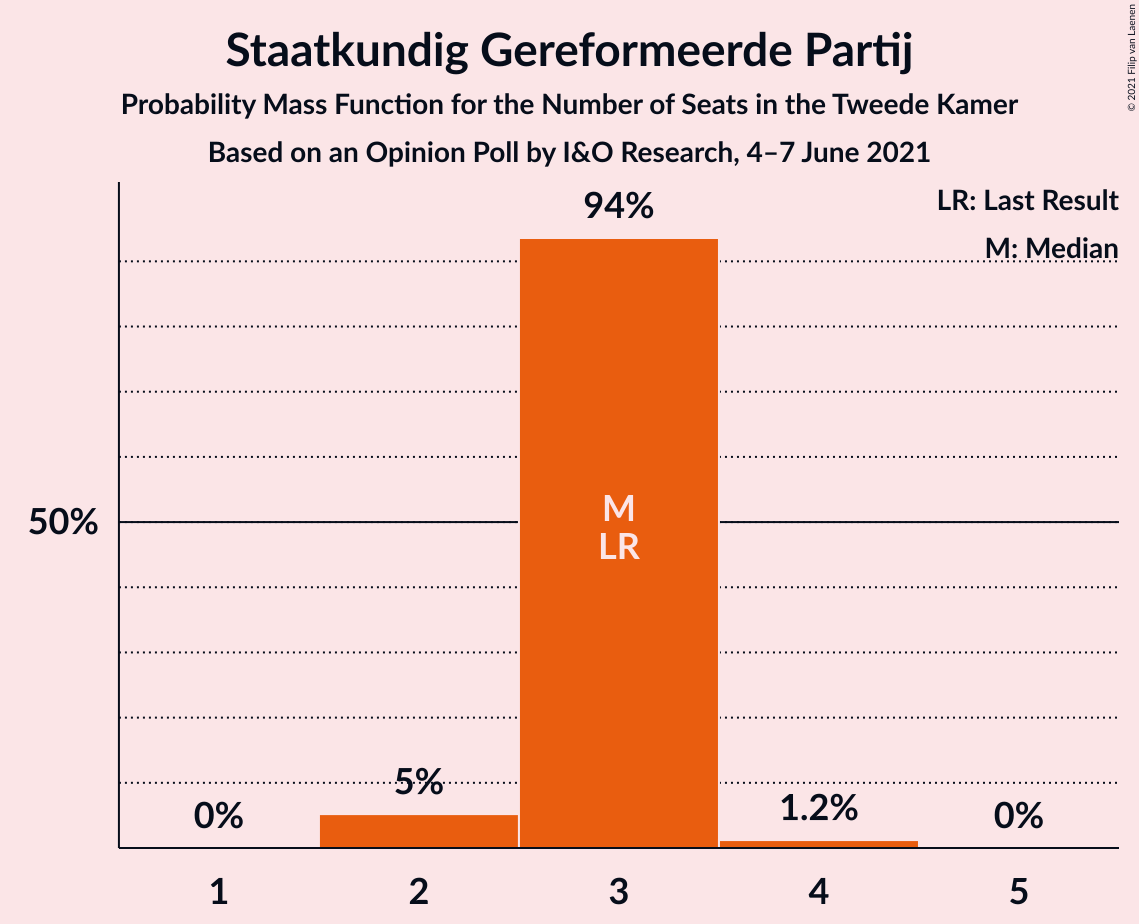 Staatkundig Gereformeerde Partij
Probability Mass Function for the Number of Seats in the Tweede Kamer
Based on an Opinion Poll by I&O Research, 4–7 June 2021
© 2021 Filip van Laenen
LR: Last Result
M: Median
94%
50%
M
LR
0%
5%
1.2%
0%
1
2
3
4
5